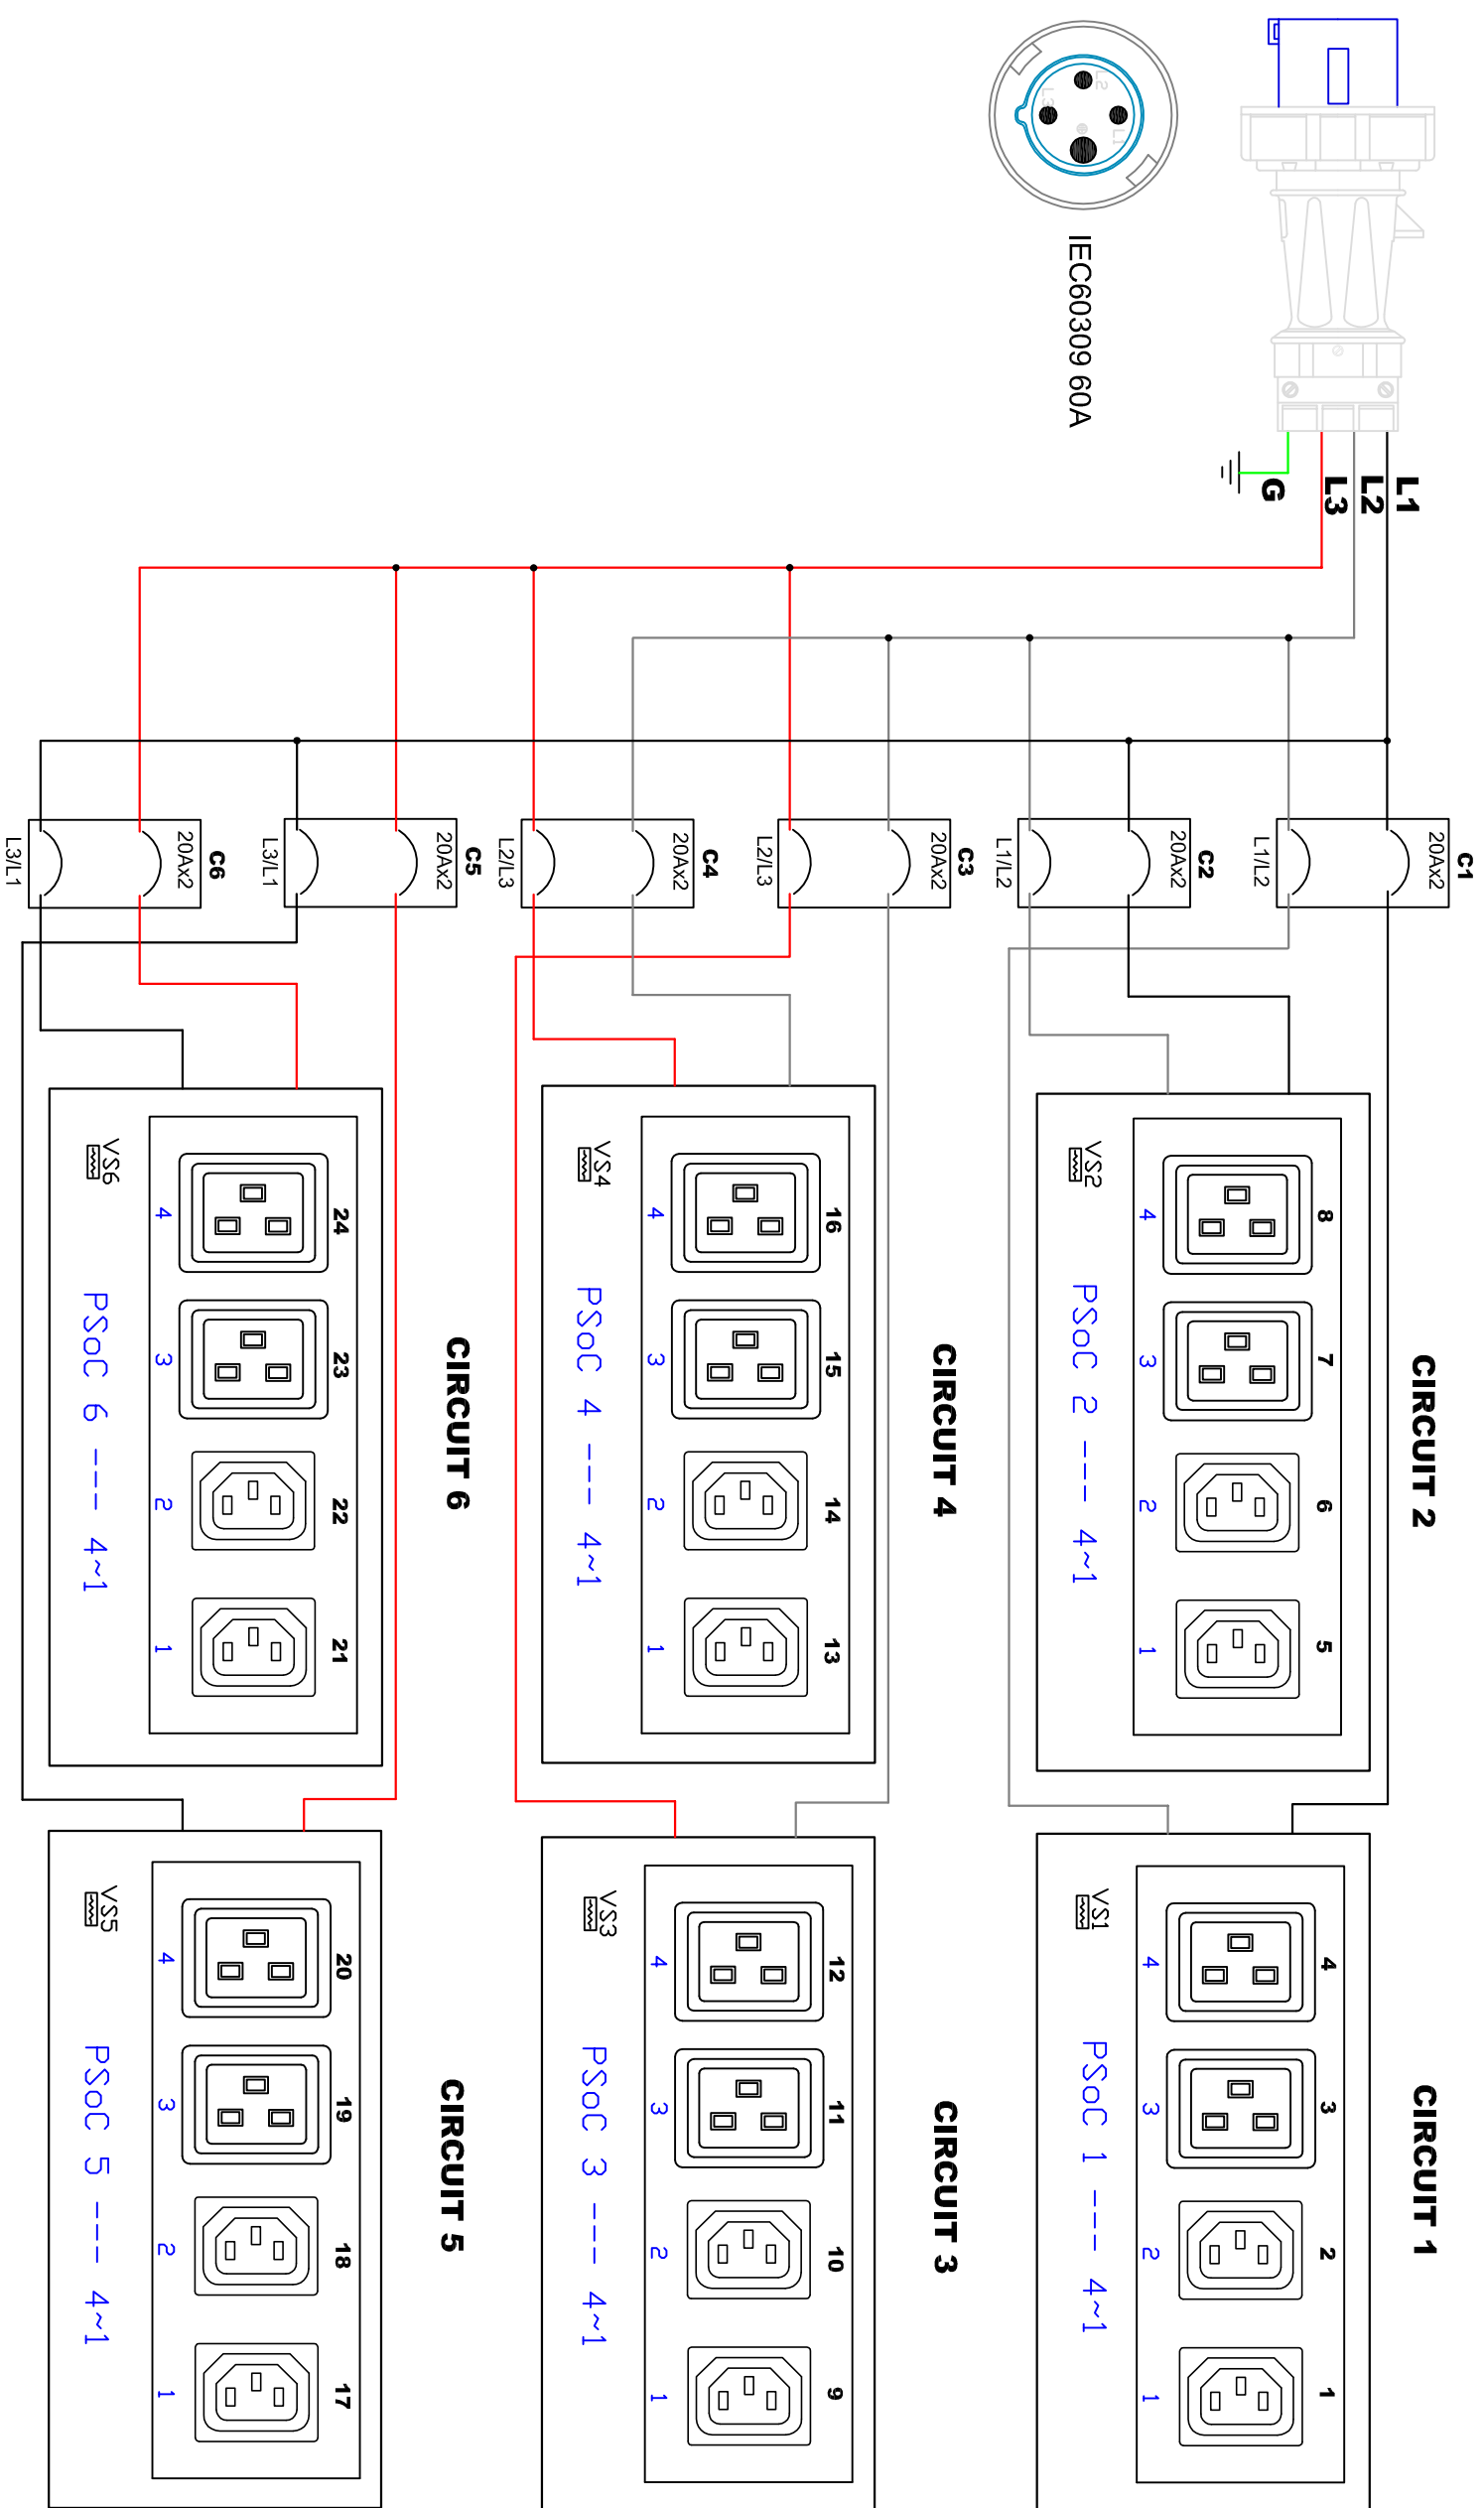 L1
L2
L3
IEC60309 60A
L1
L2
L3
G
C1
20Ax2
L1/L2
C2
20Ax2
L1/L2
C3
20Ax2
L2/L3
C4
20Ax2
L2/L3
C5
20Ax2
L3/L1
C6
20Ax2
L3/L1
CIRCUIT 2
8 7 6 5
4 3 2 1
VS2
PSoC 2 --- 4~1
CIRCUIT 1
4 3 2 1
4 3 2 1
VS1
PSoC 1 --- 4~1
CIRCUIT 4
16 15 14 13
4 3 2 1
VS4
PSoC 4 --- 4~1
CIRCUIT 3
12 11 10 9
4 3 2 1
VS3
PSoC 3 --- 4~1
CIRCUIT 6
24 23 22 21
4 3 2 1
VS6
PSoC 6 --- 4~1
CIRCUIT 5
20 19 18 17
4 3 2 1
VS5
PSoC 5 --- 4~1